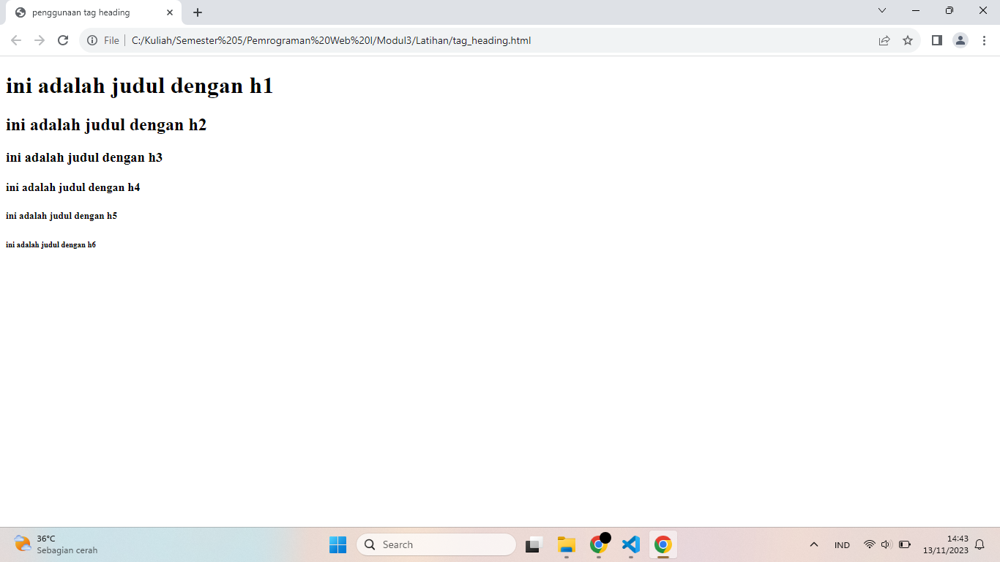 penggunaan tag heading
File
C:/Kuliah/Semester%205/Pemrograman%20Web%20I/Modul3/Latihan/tag_heading.html
ini adalah judul dengan h1
ini adalah judul dengan h2
ini adalah judul dengan h3
ini adalah judul dengan h4
ini adalah judul dengan h5
ini adalah judul dengan h6
36°C
Sebagian cerah
Search
IND
14:43
13/11/2023